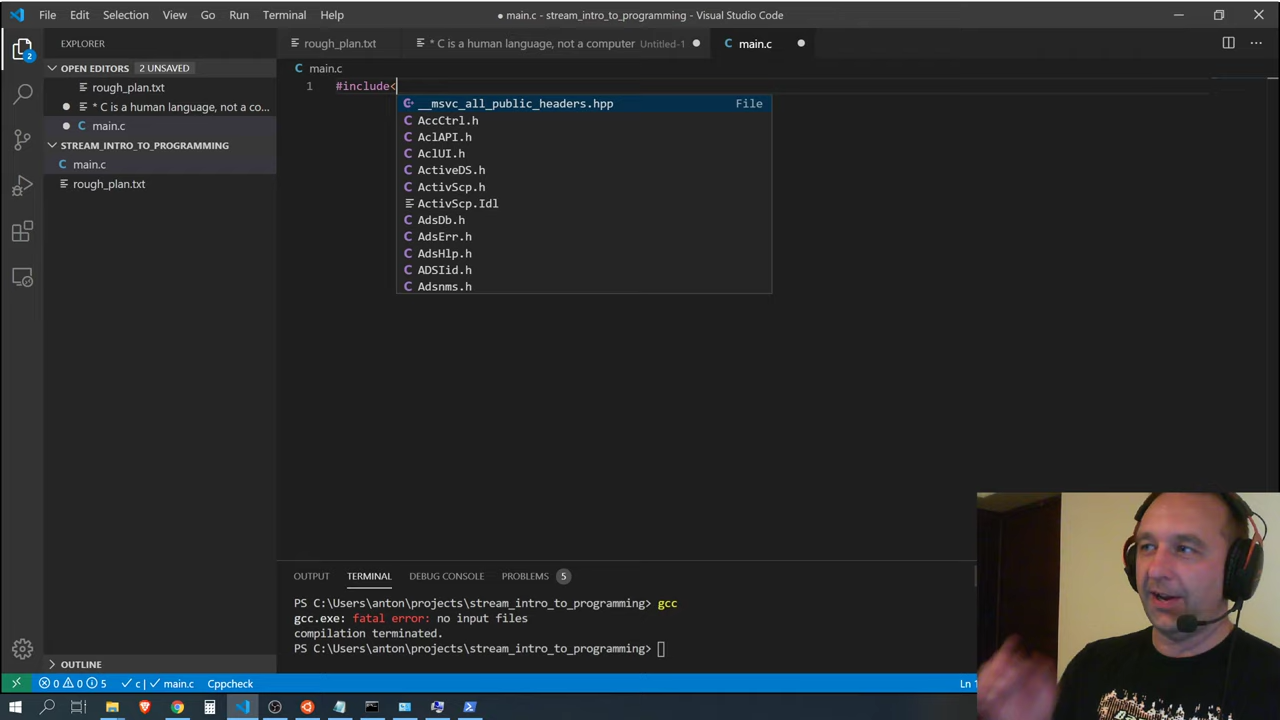 File Edit Selection View Go Run Terminal Help
● main.c - stream_intro_to_programming - Visual Studio Code
EXPLORER
OPEN EDITORS 2 UNSAVED
rough_plan.txt
* C is a human language, not a co...
main.c
STREAM_INTRO_TO_PROGRAMMING
main.c
rough_plan.txt
OUTLINE
rough_plan.txt * C is a human language, not a computer Untitled-1 main.c
main.c
1 #include<
__msvc_all_public_headers.hpp File
AccCtrl.h
AclAPI.h
AclUI.h
ActiveDS.h
ActivScp.h
ActivScp.Idl
AdsDb.h
AdsErr.h
AdsHlp.h
ADSIid.h
Adsnms.h
OUTPUT TERMINAL DEBUG CONSOLE PROBLEMS 5
PS C:\Users\anton\projects\stream_intro_to_programming> gcc
gcc.exe: fatal error: no input files
compilation terminated.
PS C:\Users\anton\projects\stream_intro_to_programming>
0 0 5 ✓ c | ✓ main.c Cppcheck Ln 1
2